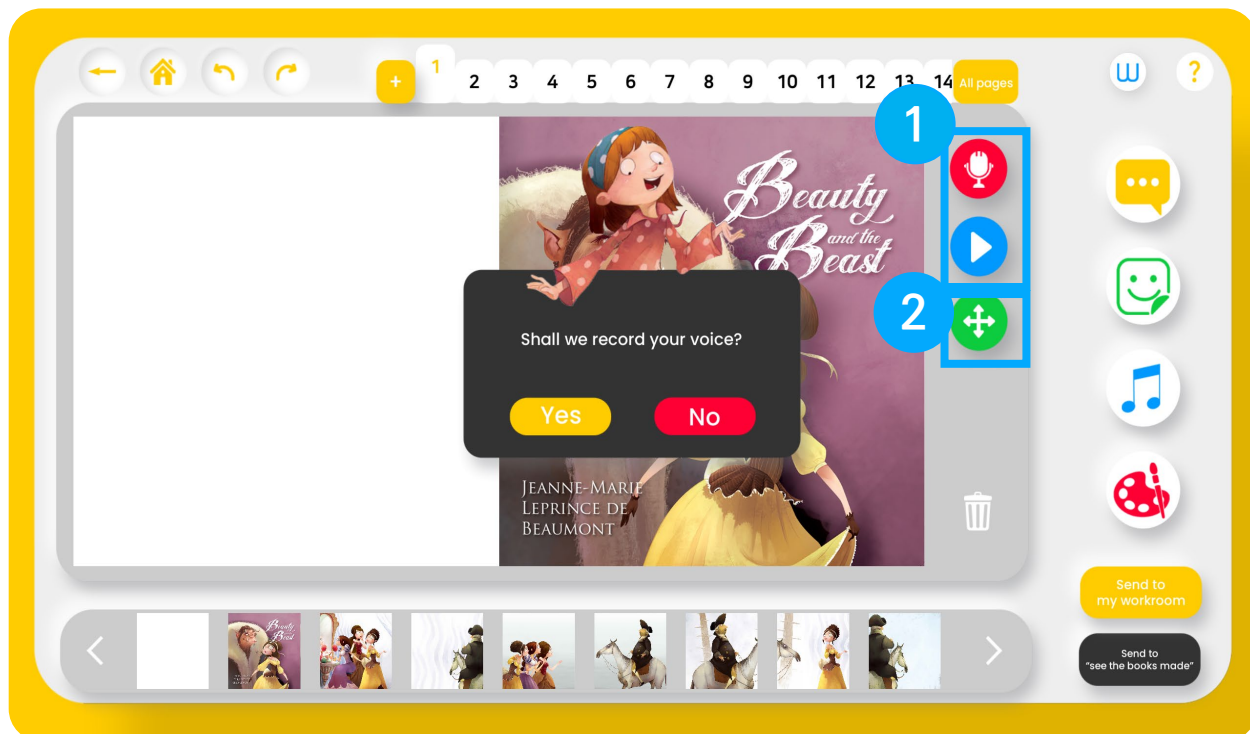 +
1
2
3
4
5
6
7
8
9
10
11
12
13
14
All pages
W
?
1
2
Beauty
and the
Beast
Shall we record your voice?
Yes
No
JEANNE-MARIE
LEPRINCE DE
BEAUMONT
Send to
my workroom
Send to
"see the books made"
Beauty
Beast